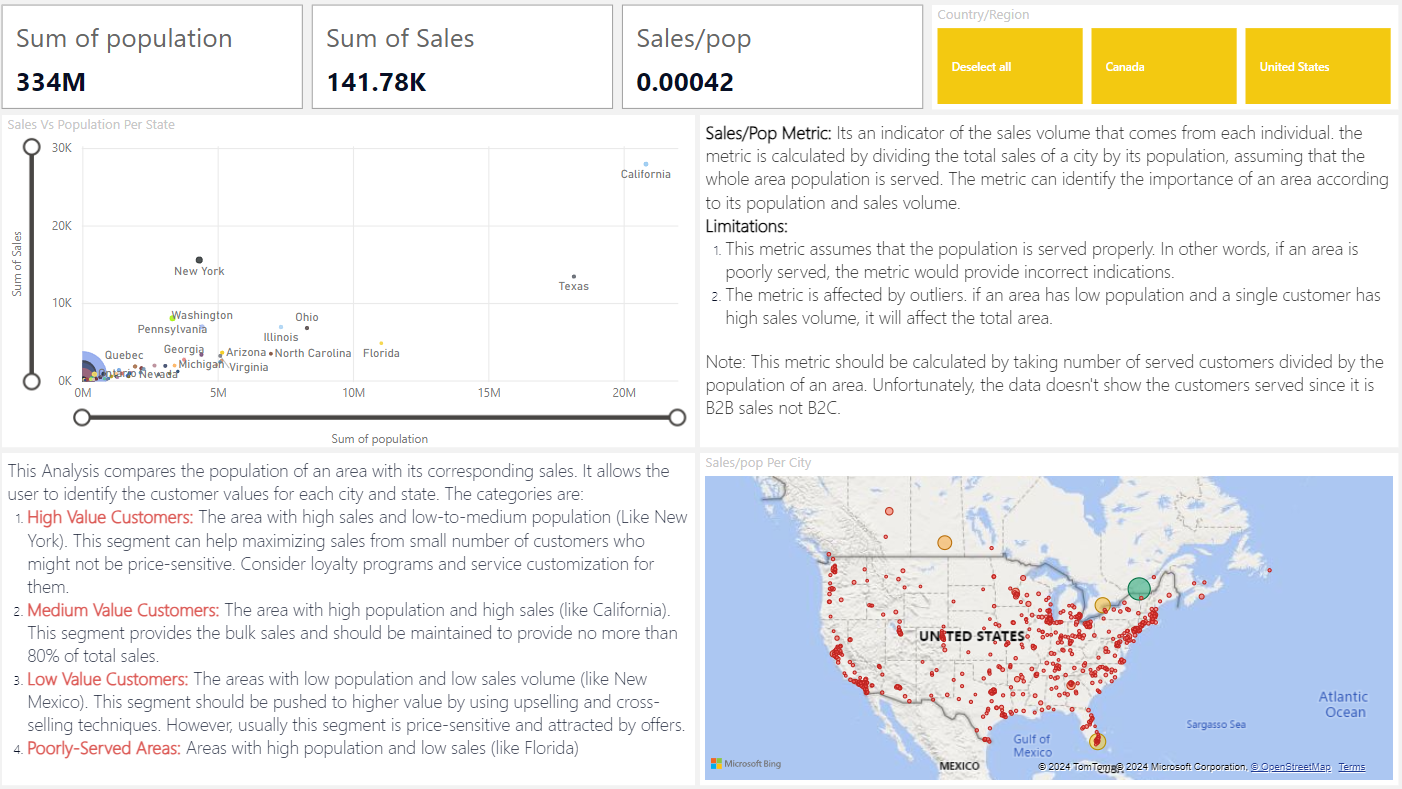 Sum of population
334M
Sum of Sales
141.78K
Sales/pop
0.00042
Country/Region
Deselect all
Canada
United States
Sales Vs Population Per State
30K
20K
10K
0K
Sum of Sales
California
New York
Texas
Washington
Pennsylvania
Ohio
Illinois
Georgia
Arizona
North Carolina
Florida
Quebec
Michigan
Virginia
Ontario
Nevada
0M
5M
10M
15M
20M
Sum of population
Sales/Pop Metric: Its an indicator of the sales volume that comes from each individual. the
metric is calculated by dividing the total sales of a city by its population, assuming that the
whole area population is served. The metric can identify the importance of an area according
to its population and sales volume.
Limitations:
1. This metric assumes that the population is served properly. In other words, if an area is
poorly served, the metric would provide incorrect indications.
2. The metric is affected by outliers. if an area has low population and a single customer has
high sales volume, it will affect the total area.
Note: This metric should be calculated by taking number of served customers divided by the
population of an area. Unfortunately, the data doesn't show the customers served since it is
B2B sales not B2C.
This Analysis compares the population of an area with its corresponding sales. It allows the
user to identify the customer values for each city and state. The categories are:
1. High Value Customers: The area with high sales and low-to-medium population (Like New
York). This segment can help maximizing sales from small number of customers who
might not be price-sensitive. Consider loyalty programs and service customization for
them.
2. Medium Value Customers: The area with high population and high sales (like California).
This segment provides the bulk sales and should be maintained to provide no more than
80% of total sales.
3. Low Value Customers: The areas with low population and low sales volume (like New
Mexico). This segment should be pushed to higher value by using upselling and cross-
selling techniques. However, usually this segment is price-sensitive and attracted by offers.
4. Poorly-Served Areas: Areas with high population and low sales (like Florida)
Sales/pop Per City
UNITED STATES
Atlantic
Ocean
Sargasso Sea
Gulf of
Mexico
MEXICO
CUBA
Microsoft Bing
© 2024 TomTom, © 2024 Microsoft Corporation, © OpenStreetMap Terms